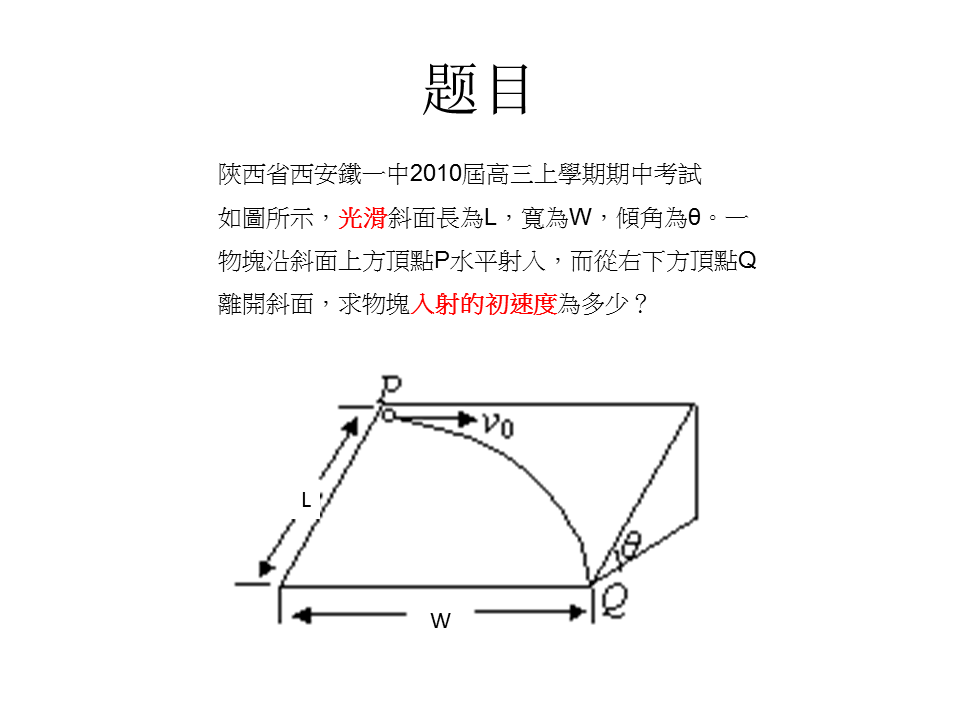 题目
陝西省西安鐵一中2010屆高三上學期期中考試
如圖所示，光滑斜面長為L，寬為W，傾角為θ。一
物塊沿斜面上方頂點P水平射入，而從右下方頂點Q
離開斜面，求物塊入射的初速度為多少？
P
v₀
L
θ
Q
W